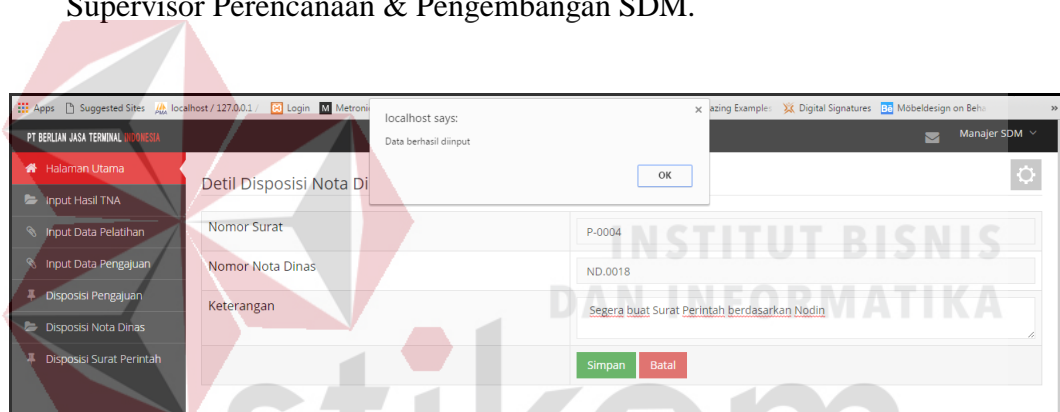 Supervisor Perencanaan & Pengembangan SDM.
Apps Suggested Sites localhost / 127.0.0.1 / Login Metroni azing Examples Digital Signatures Bē Möbeldesign on Beha »
localhost says:
Data berhasil diinput
OK
PT BERLIAN JASA TERMINAL INDONESIA
Manajer SDM
Halaman Utama
Input Hasil TNA
Input Data Pelatihan
Input Data Pengajuan
Disposisi Pengajuan
Disposisi Nota Dinas
Disposisi Surat Perintah
Detil Disposisi Nota Di
Nomor Surat
P-0004
Nomor Nota Dinas
ND.0018
Keterangan
Segera buat Surat Perintah berdasarkan Nodin
Simpan Batal
INSTITUT BISNIS
DAN INFORMATIKA
stikom